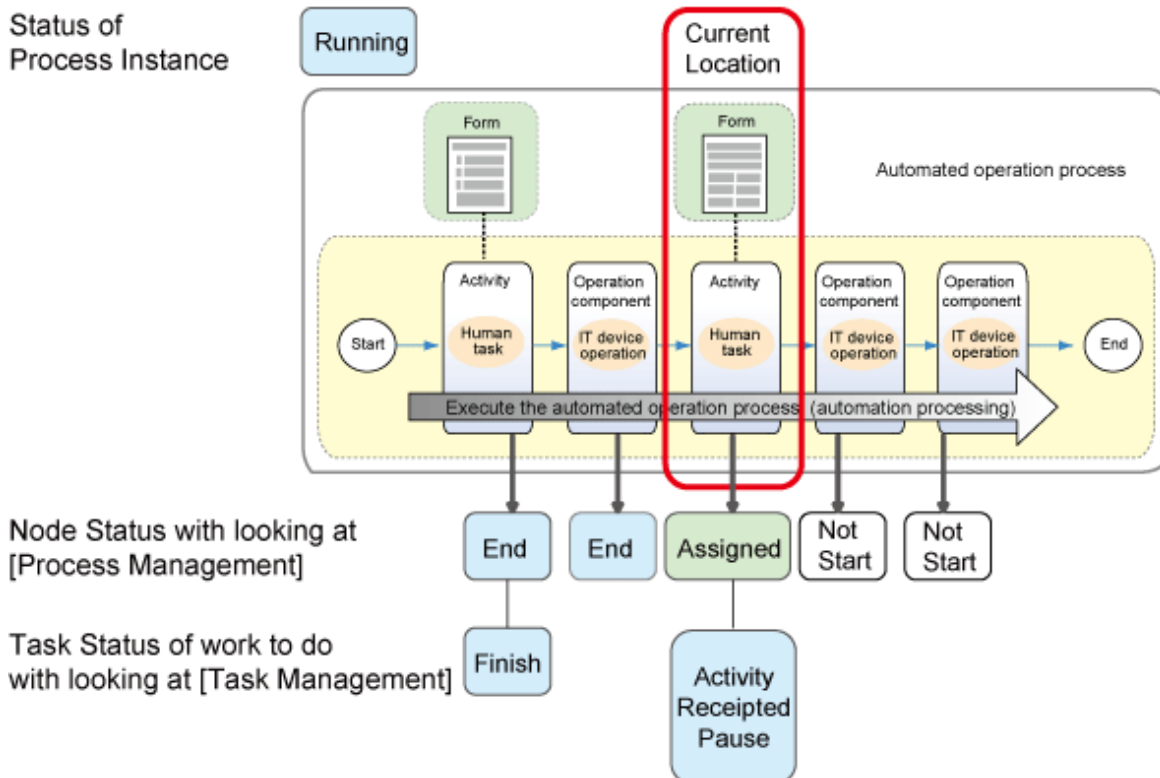 Status of
Process Instance
Running
Current
Location
Form
Form
Automated operation process
Activity
Operation
component
Activity
Operation
component
Operation
component
Start
Human
task
IT device
operation
Human
task
IT device
operation
IT device
operation
End
Execute the automated operation process (automation processing)
Node Status with looking at
[Process Management]
End
End
Assigned
Not
Start
Not
Start
Task Status of work to do
with looking at [Task Management]
Finish
Activity
Receipted
Pause